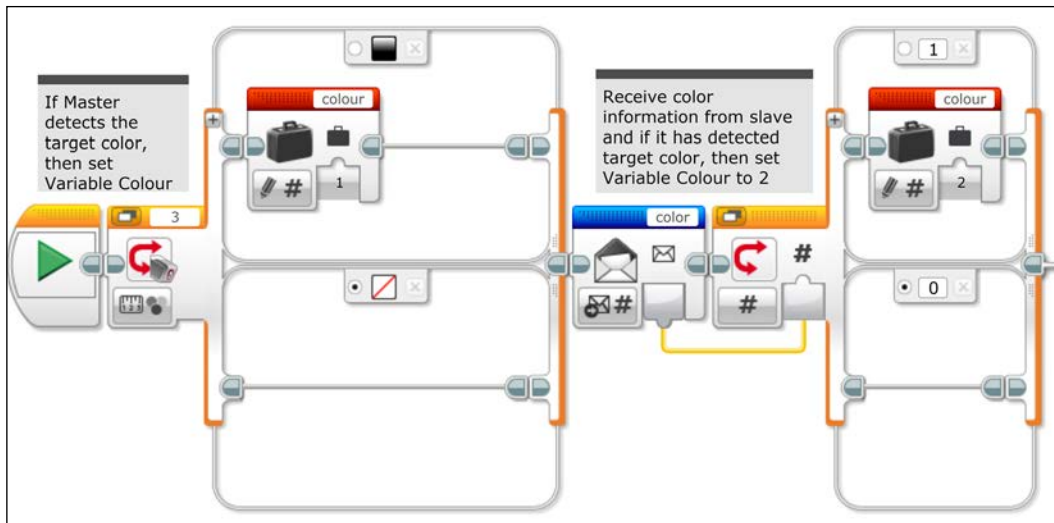 If Master
detects the
target color,
then set
Variable Colour
3
colour
1
Receive color
information from slave
and if it has detected
target color, then set
Variable Colour to 2
color
#
#
#
#
1
colour
#
2
0